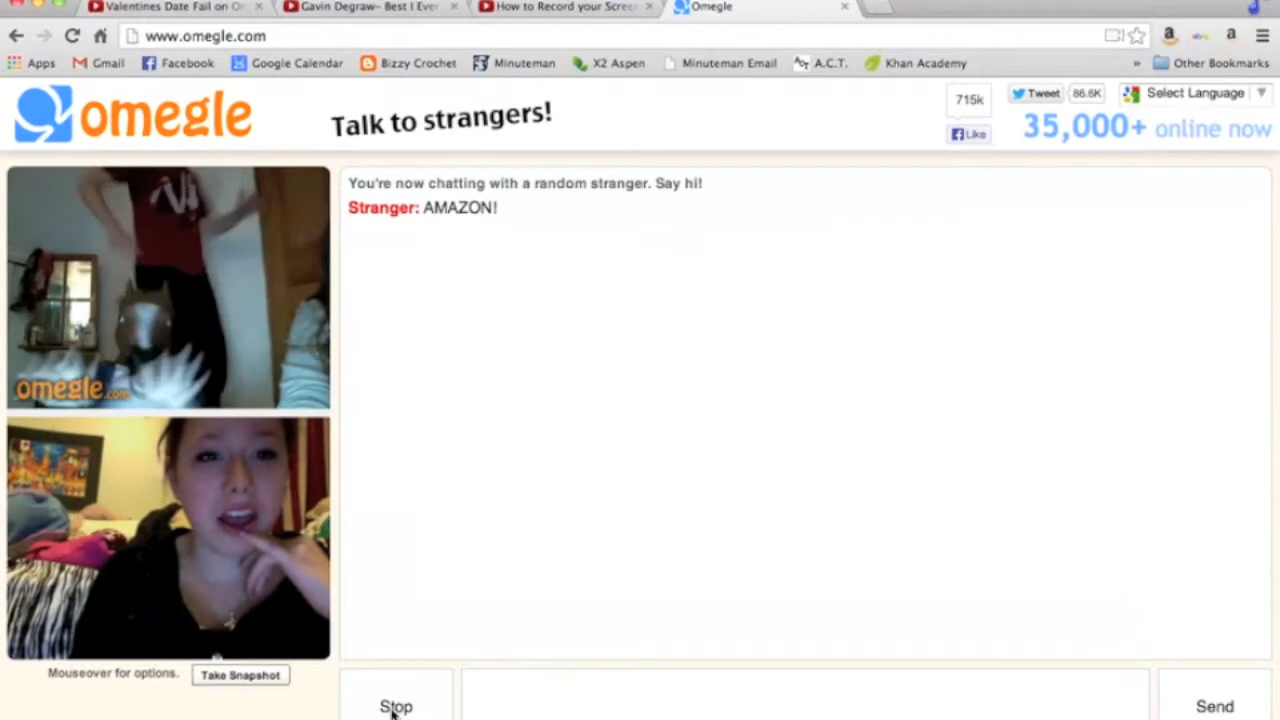 Valentines Date Fail on O
Gavin Degraw- Best I Ever
How to Record your Scree
Omegle
www.omegle.com
Apps
Gmail
Facebook
Google Calendar
Bizzy Crochet
Minuteman
X2 Aspen
Minuteman Email
A.C.T.
Khan Academy
»
Other Bookmarks
omegle
Talk to strangers!
715k
Like
Tweet
86.6K
Select Language
35,000+ online now
You're now chatting with a random stranger. Say hi!
Stranger: AMAZON!
omegle.com
Mouseover for options.
Take Snapshot
Stop
Send